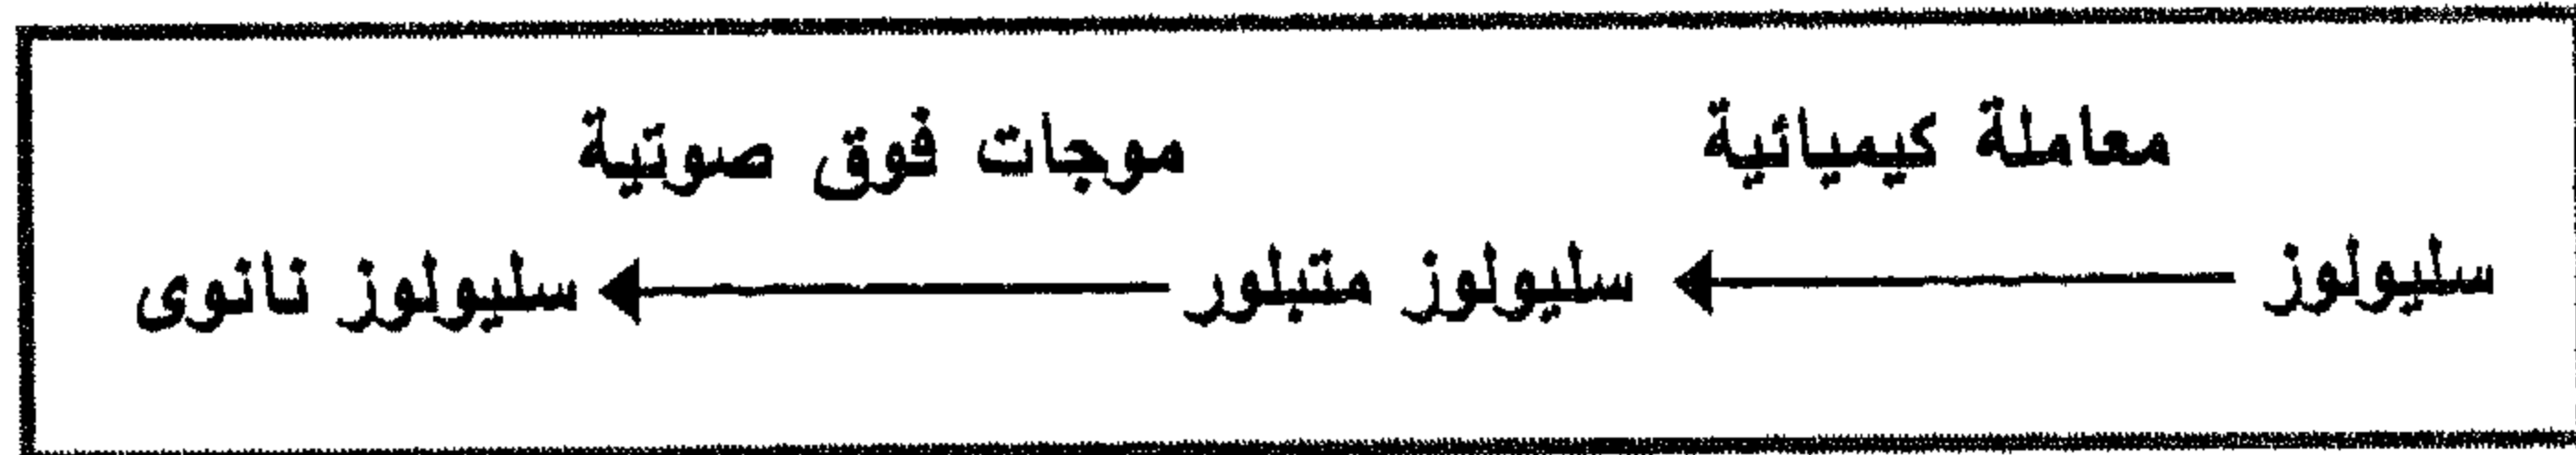 معاملة كيميائية موجات فوق صوتية
سليولوز سليولوز متبلور سليولوز نانوى